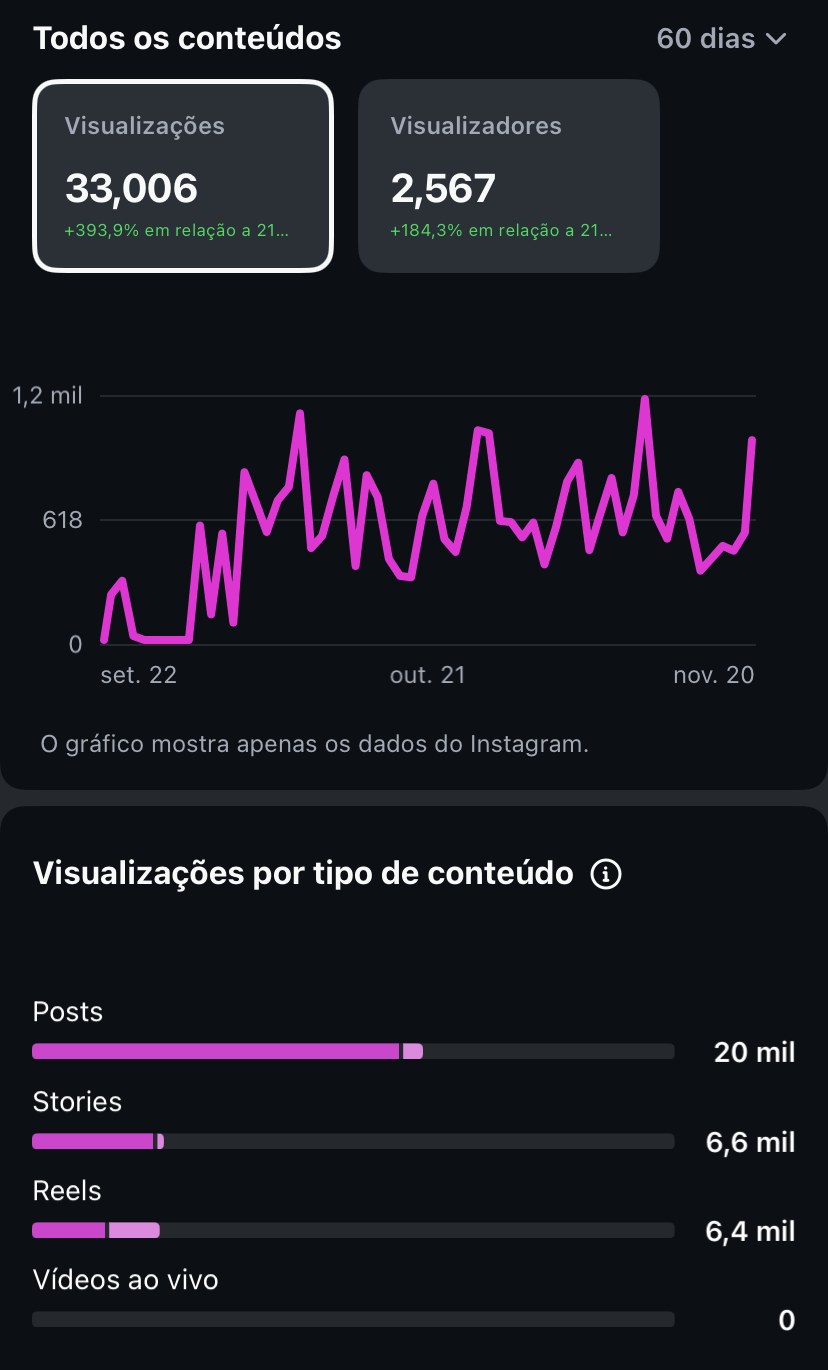 Todos os conteúdos
60 dias
Visualizações
33,006
+393,9% em relação a 21...
Visualizadores
2,567
+184,3% em relação a 21...
1,2 mil
618
0
set. 22
out. 21
nov. 20
O gráfico mostra apenas os dados do Instagram.
Visualizações por tipo de conteúdo
Posts
20 mil
Stories
6,6 mil
Reels
6,4 mil
Vídeos ao vivo
0